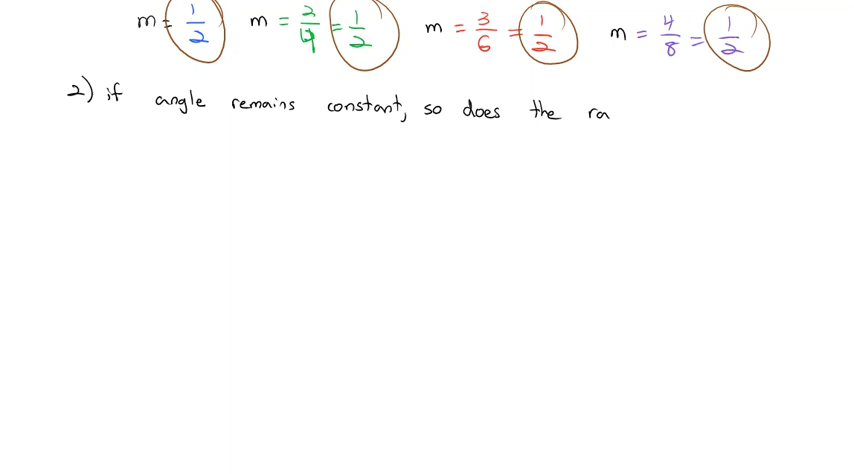 m = 1/2 m = 2/4 = 1/2 m = 3/6 = 1/2 m = 4/8 = 1/2
2) if angle remains constant, so does the ra